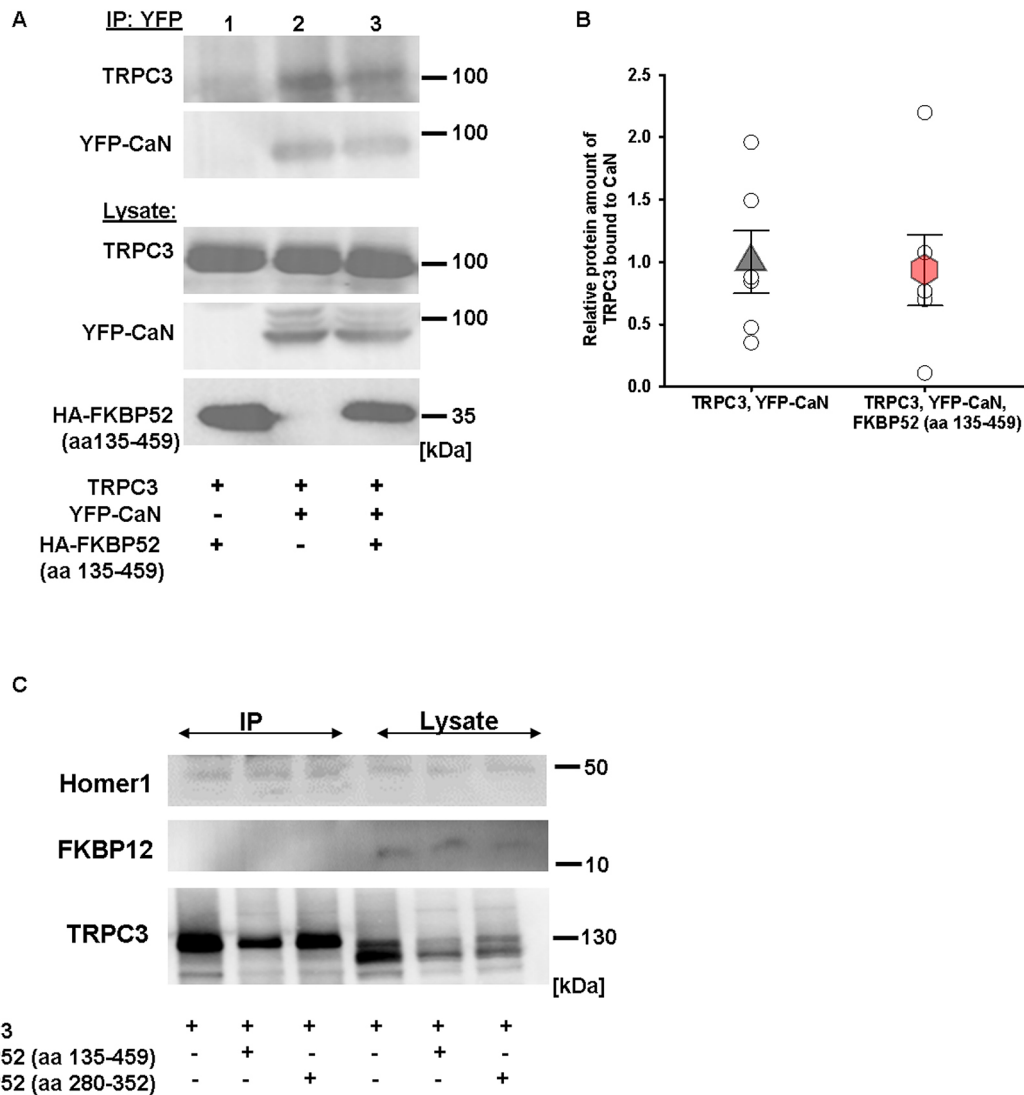 A
IP: YFP 1 2 3
TRPC3 100
YFP-CaN 100
Lysate:
TRPC3 100
YFP-CaN 100
HA-FKBP52 35
(aa135-459)
[kDa]
TRPC3 + + +
YFP-CaN - + +
HA-FKBP52 + - +
(aa 135-459)
B
Relative protein amount of
TRPC3 bound to CaN
2.5
2.0
1.5
1.0
0.5
0.0
TRPC3, YFP-CaN
TRPC3, YFP-CaN,
FKBP52 (aa 135-459)
C
IP Lysate
Homer1 50
FKBP12 10
TRPC3 130
[kDa]
3 + + + + + +
52 (aa 135-459) - + - - + -
52 (aa 280-352) - - + - - +